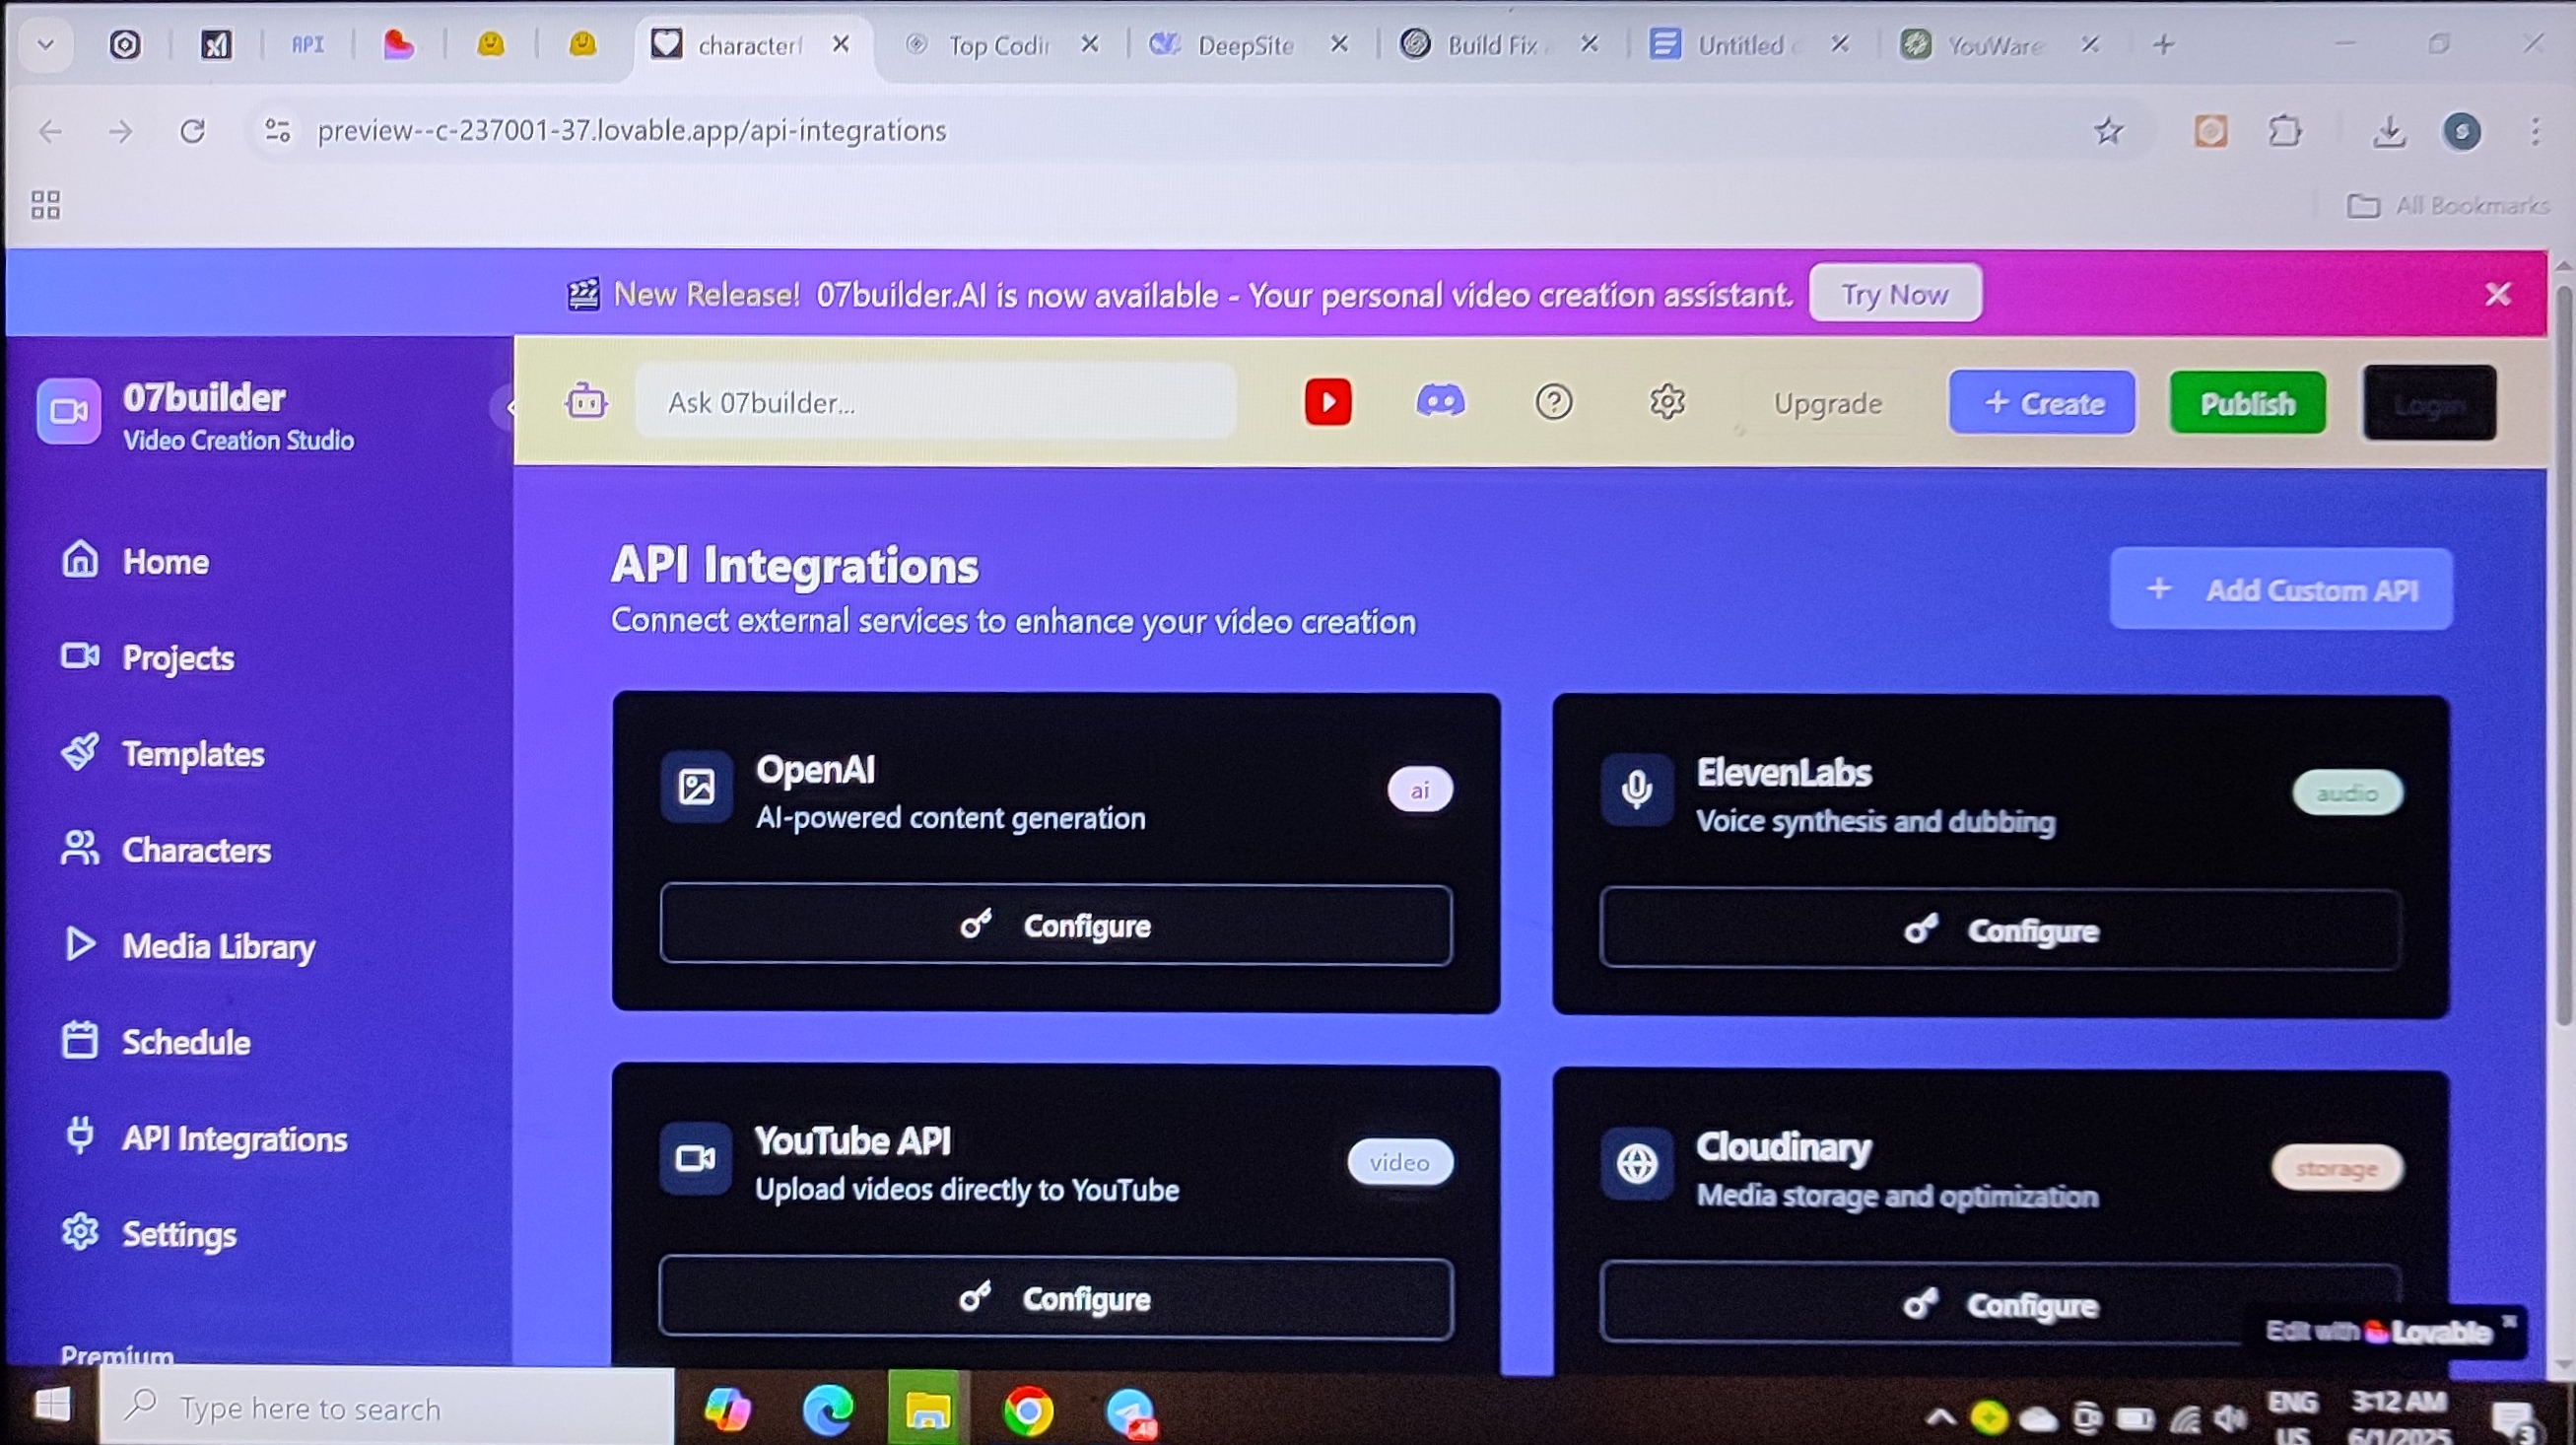 API
character
Top Codin
DeepSite
Build Fix
Untitled
YouWare
preview--c-237001-37.lovable.app/api-integrations
All Bookmarks
New Release! 07builder.AI is now available - Your personal video creation assistant.
Try Now
07builder
Video Creation Studio
Ask 07builder...
Upgrade
+ Create
Publish
Login
Home
Projects
Templates
Characters
Media Library
Schedule
API Integrations
Settings
Premium
API Integrations
Connect external services to enhance your video creation
+ Add Custom API
OpenAI
AI-powered content generation
ai
Configure
ElevenLabs
Voice synthesis and dubbing
audio
Configure
YouTube API
Upload videos directly to YouTube
video
Configure
Cloudinary
Media storage and optimization
storage
Configure
Edit with Lovable
Type here to search
ENG
US
3:12 AM
6/1/2025
3